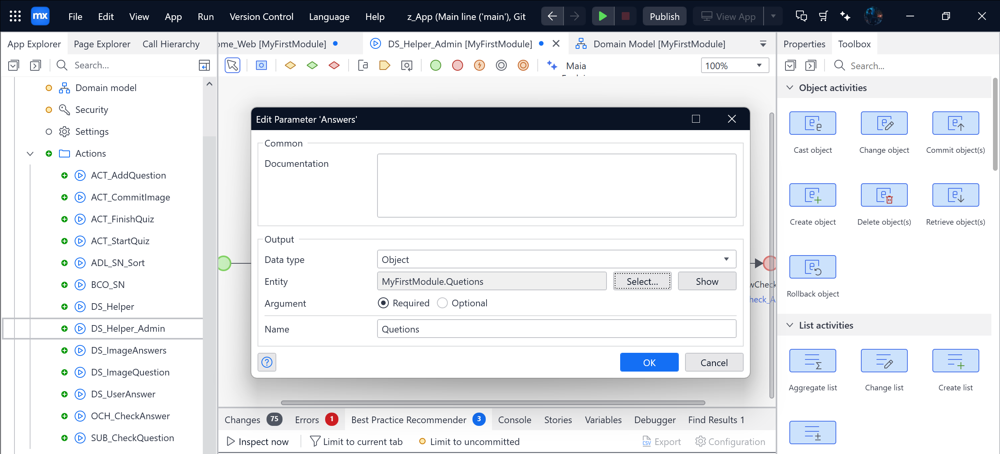 mx File Edit View App Run Version Control Language Help z_App (Main line ('main'), Git Publish View App
App Explorer Page Explorer Call Hierarchy
ome_Web [MyFirstModule] DS_Helper_Admin [MyFirstModule] Domain Model [MyFirstModule]
Properties Toolbox
Search...
Maia
100%
Search...
Domain model
Security
Settings
Actions
ACT_AddQuestion
ACT_CommitImage
ACT_FinishQuiz
ACT_StartQuiz
ADL_SN_Sort
BCO_SN
DS_Helper
DS_Helper_Admin
DS_ImageAnswers
DS_ImageQuestion
DS_UserAnswer
OCH_CheckAnswer
SUB_CheckQuestion
Edit Parameter 'Answers'
Common
Documentation
Output
Data type Object
Entity MyFirstModule.Quetions Select... Show
Argument Required Optional
Name Quetions
OK Cancel
wCheck
heck_A
Object activities
Cast object Change object Commit object(s)
Create object Delete object(s) Retrieve object(s)
Rollback object
List activities
Aggregate list Change list Create list
Changes 75 Errors 1 Best Practice Recommender 3 Console Stories Variables Debugger Find Results 1
Inspect now Limit to current tab Limit to uncommitted CSV Export Configuration